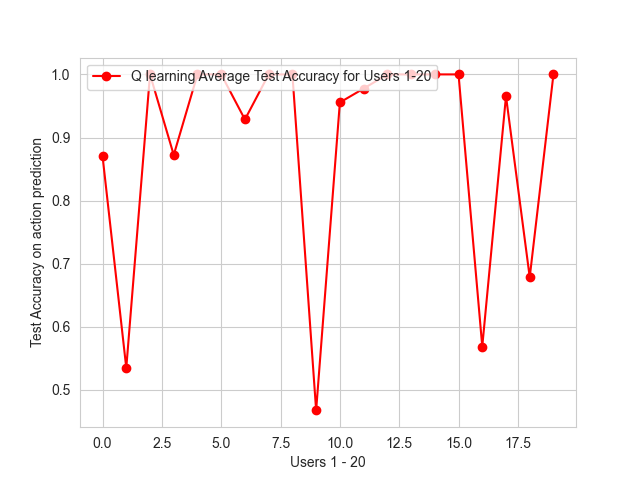 Q learning Average Test Accuracy for Users 1-20
1.0
0.9
0.8
0.7
0.6
0.5
Test Accuracy on action prediction
0.0 2.5 5.0 7.5 10.0 12.5 15.0 17.5
Users 1 - 20